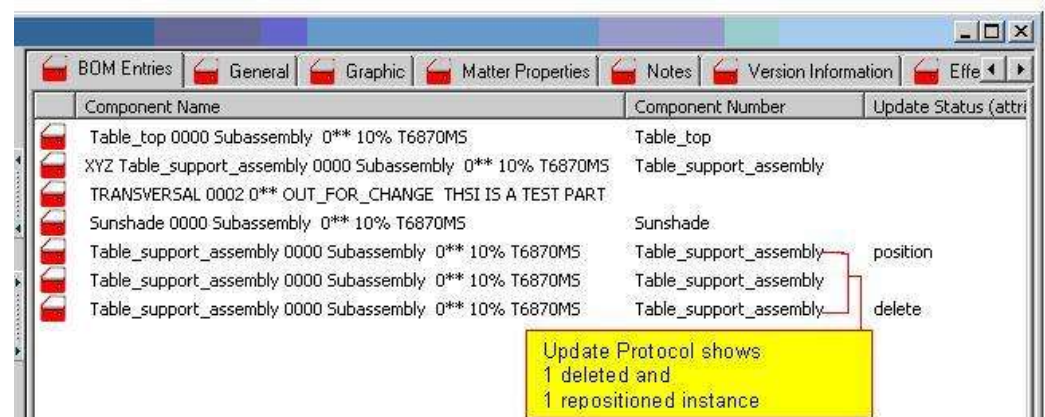 BOM Entries General Graphic Matter Properties Notes Version Information Effe
Component Name Component Number Update Status (attri
Table_top 0000 Subassembly 0** 10% T6870MS Table_top
XYZ Table_support_assembly 0000 Subassembly 0** 10% T6870MS Table_support_assembly
TRANSVERSAL 0002 0** OUT_FOR_CHANGE THSI IS A TEST PART
Sunshade 0000 Subassembly 0** 10% T6870MS Sunshade
Table_support_assembly 0000 Subassembly 0** 10% T6870MS Table_support_assembly position
Table_support_assembly 0000 Subassembly 0** 10% T6870MS Table_support_assembly
Table_support_assembly 0000 Subassembly 0** 10% T6870MS Table_support_assembly delete
Update Protocol shows
1 deleted and
1 repositioned instance